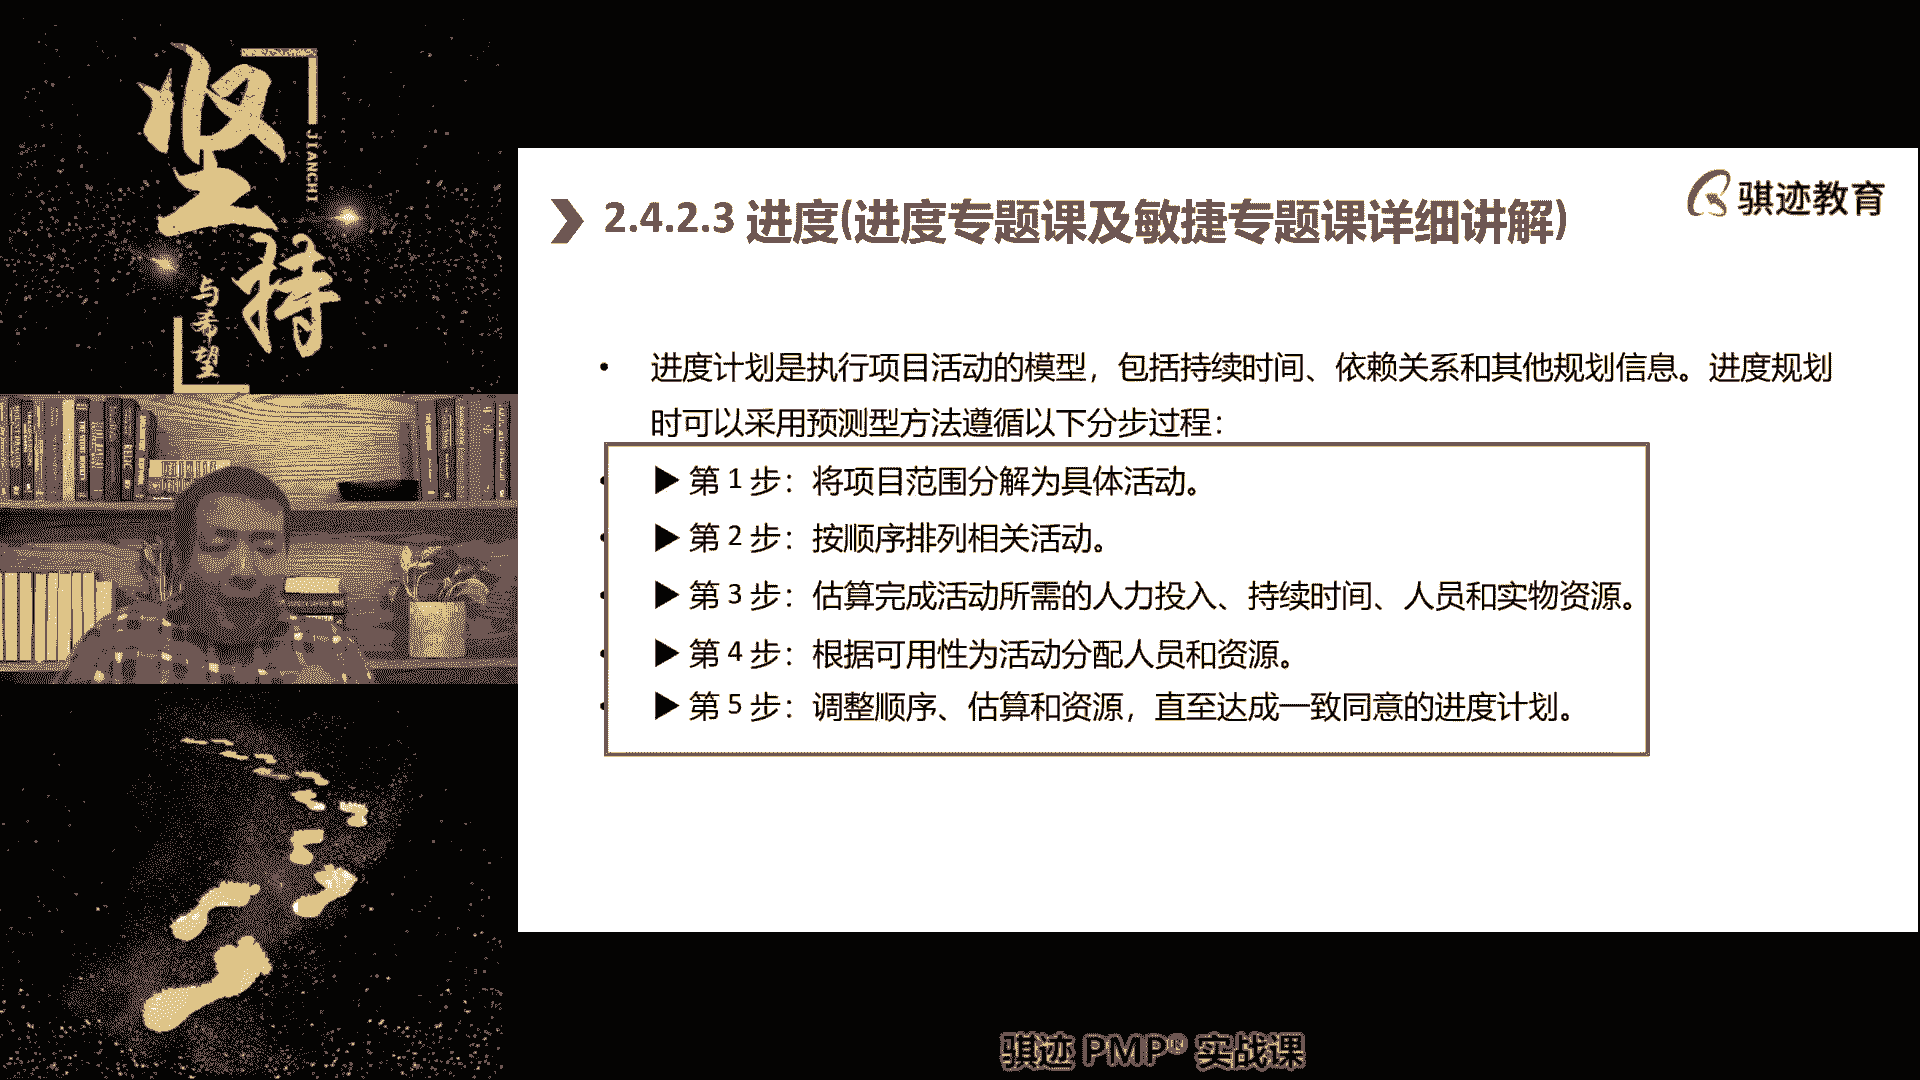 坚持
JIANCHI
与希望
骐迹教育
2.4.2.3 进度(进度专题课及敏捷专题课详细讲解)
• 进度计划是执行项目活动的模型，包括持续时间、依赖关系和其他规划信息。进度规划
时可以采用预测型方法遵循以下分步过程：
▶ 第 1 步：将项目范围分解为具体活动。
▶ 第 2 步：按顺序排列相关活动。
▶ 第 3 步：估算完成活动所需的人力投入、持续时间、人员和实物资源。
▶ 第 4 步：根据可用性为活动分配人员和资源。
▶ 第 5 步：调整顺序、估算和资源，直至达成一致同意的进度计划。
骐迹 PMP® 实战课